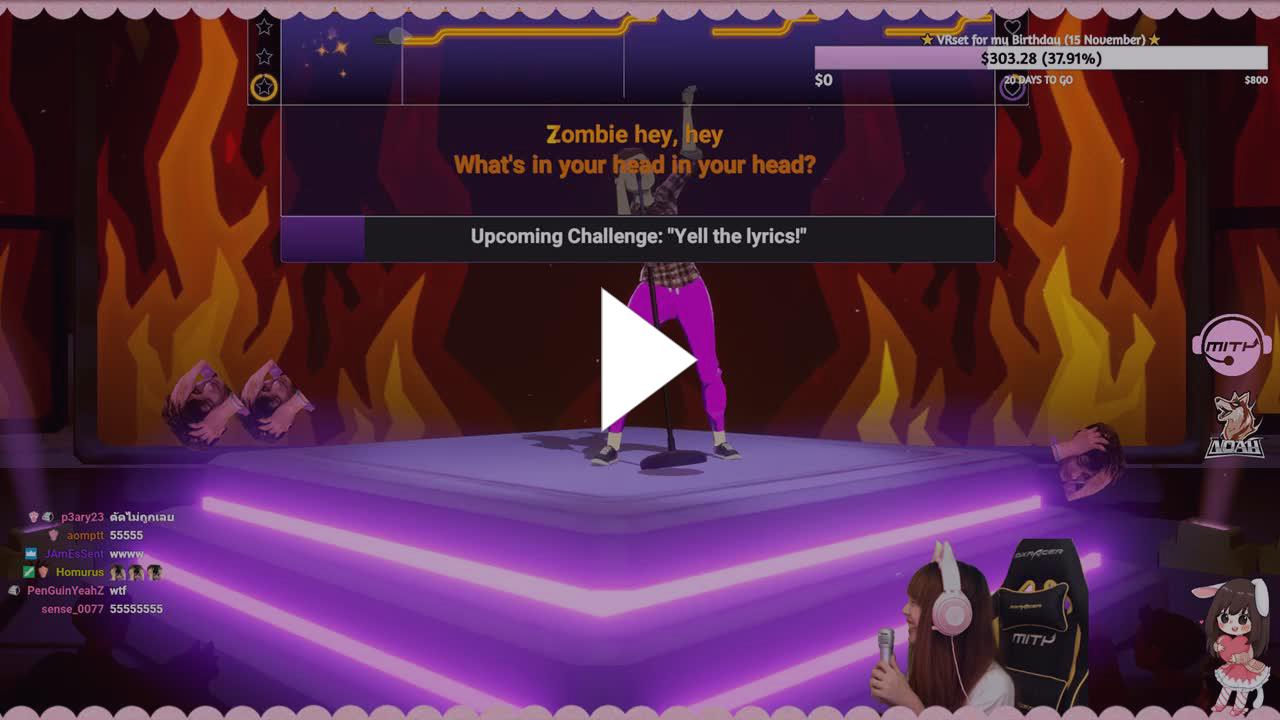 ★ VRset for my Birthday (15 November) ★
$303.28 (37.91%)
$0
20 DAYS TO GO
$800
Zombie hey, hey
What's in your head in your head?
Upcoming Challenge: "Yell the lyrics!"
MITH
NOAH
p3ary23 ตัดไม่ถูกเลย
aomptt 55555
JAmEsSent wwww
Homurus
PenGuinYeahZ wtf
sense_0077 55555555
DXRACER
MITH